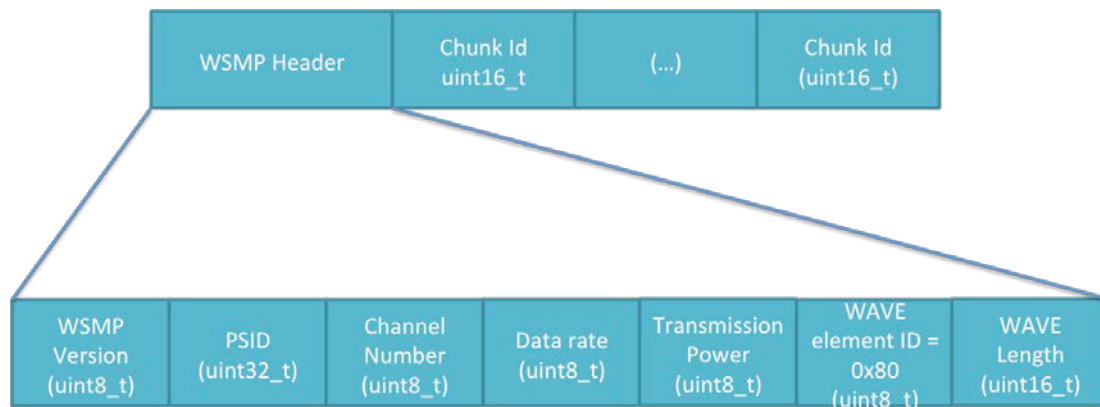 WSMP Header
Chunk Id
uint16_t
(...)
Chunk Id
(uint16_t)
WSMP
Version
(uint8_t)
PSID
(uint32_t)
Channel
Number
(uint8_t)
Data rate
(uint8_t)
Transmission
Power
(uint8_t)
WAVE
element ID =
0x80
(uint8_t)
WAVE
Length
(uint16_t)